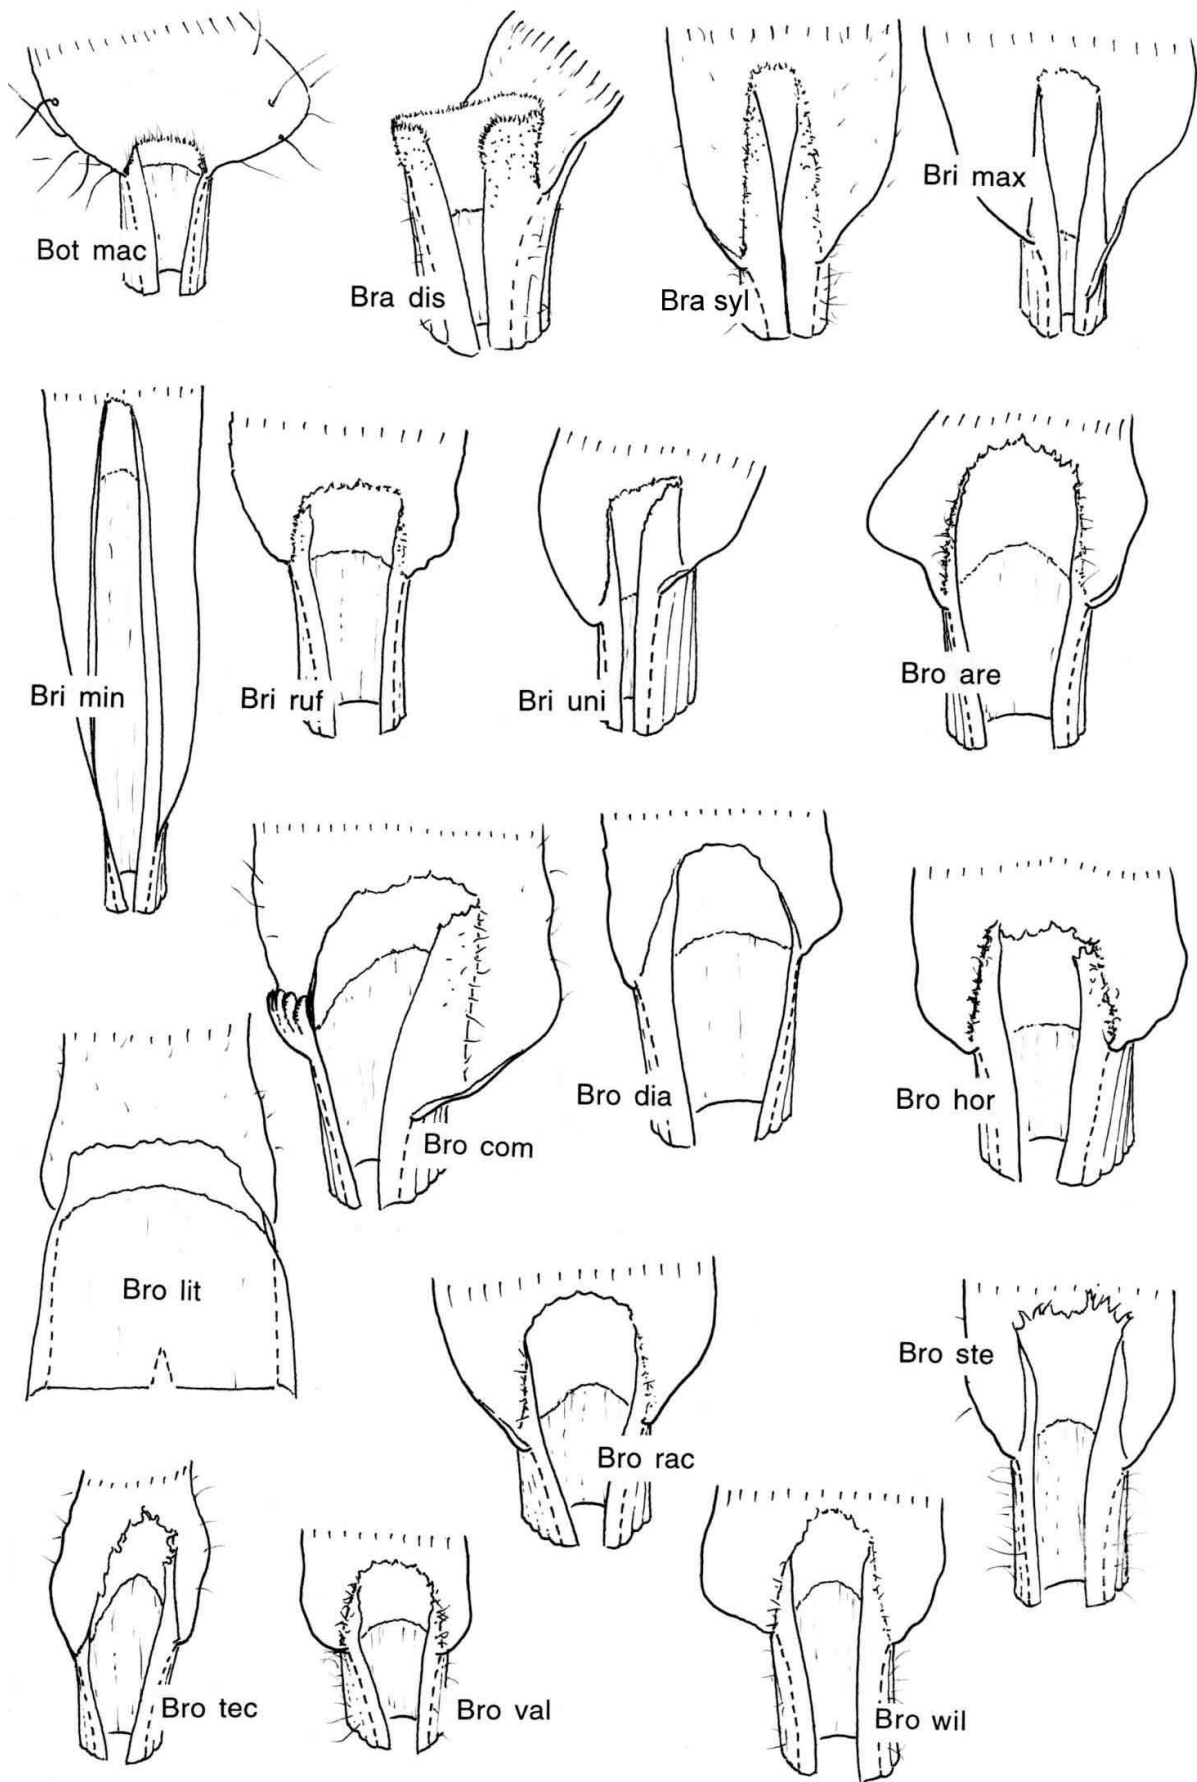 Bot mac
Bra dis
Bra syl
Bri max
Bri min
Bri ruf
Bri uni
Bro are
Bro com
Bro dia
Bro hor
Bro lit
Bro rac
Bro ste
Bro tec
Bro val
Bro wil